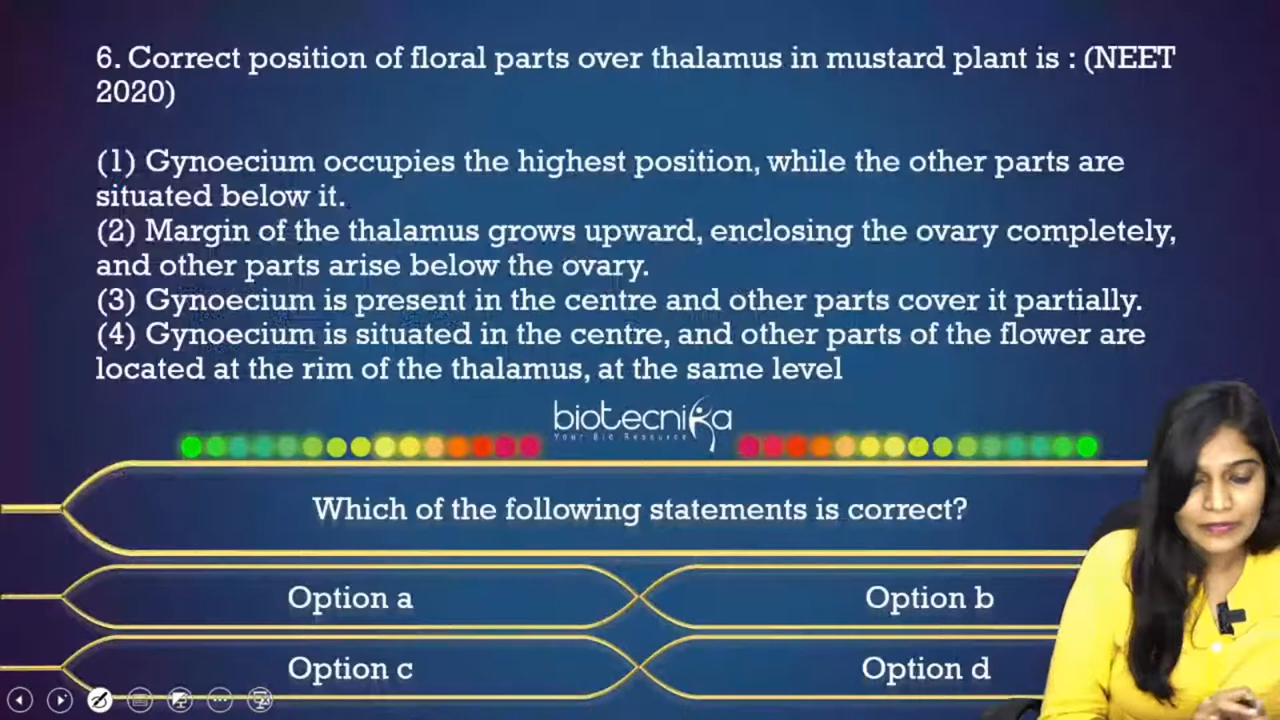 6. Correct position of floral parts over thalamus in mustard plant is : (NEET
2020)
(1) Gynoecium occupies the highest position, while the other parts are
situated below it.
(2) Margin of the thalamus grows upward, enclosing the ovary completely,
and other parts arise below the ovary.
(3) Gynoecium is present in the centre and other parts cover it partially.
(4) Gynoecium is situated in the centre, and other parts of the flower are
located at the rim of the thalamus, at the same level
biotecnika
Your Bio Resource
Which of the following statements is correct?
Option a
Option b
Option c
Option d